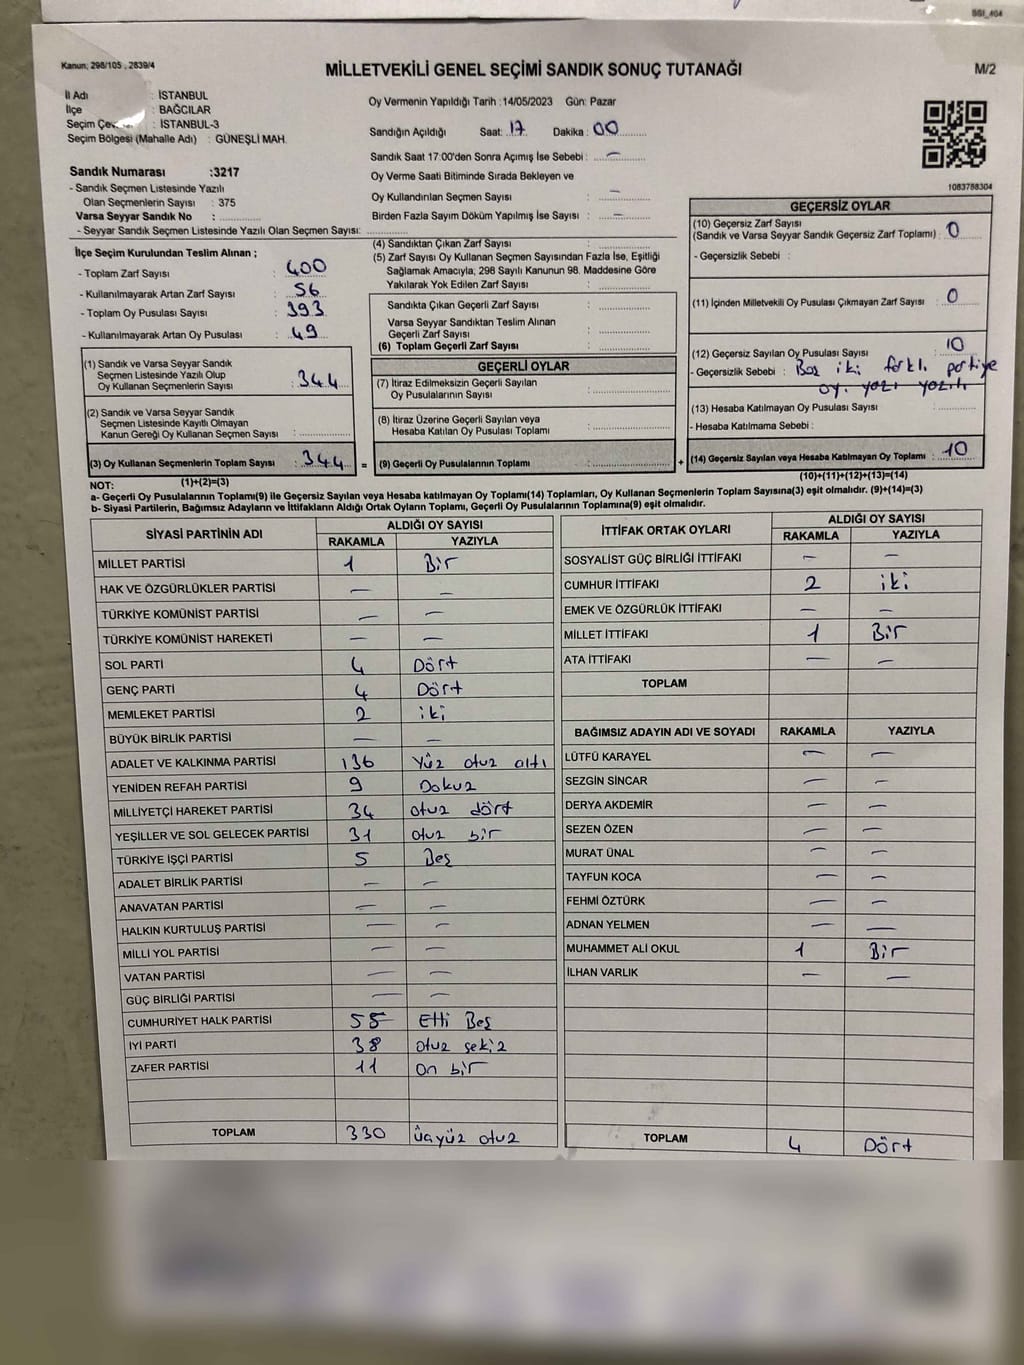 SGI_404
Kanun; 298/105 , 2839/4
MİLLETVEKİLİ GENEL SEÇİMİ SANDIK SONUÇ TUTANAĞI
M/2
İl Adı : İSTANBUL
İlçe : BAĞCILAR
Seçim Çev : İSTANBUL-3
Seçim Bölgesi (Mahalle Adı) : GÜNEŞLİ MAH.
Oy Vermenin Yapıldığı Tarih :14/05/2023 Gün: Pazar
Sandığın Açıldığı Saat: 17 Dakika : 00
Sandık Saat 17:00'den Sonra Açımış İse Sebebi : —
Oy Verme Saati Bitiminde Sırada Bekleyen ve
Oy Kullandırılan Seçmen Sayısı : —
Birden Fazla Sayım Döküm Yapılmış İse Sayısı : —
1083788304
Sandık Numarası :3217
- Sandık Seçmen Listesinde Yazılı
Olan Seçmenlerin Sayısı : 375
Varsa Seyyar Sandık No :
- Seyyar Sandık Seçmen Listesinde Yazılı Olan Seçmen Sayısı:
İlçe Seçim Kurulundan Teslim Alınan ;
- Toplam Zarf Sayısı : 400
- Kullanılmayarak Artan Zarf Sayısı : 56
- Toplam Oy Pusulası Sayısı : 393
- Kullanılmayarak Artan Oy Pusulası : 49
(1) Sandık ve Varsa Seyyar Sandık
Seçmen Listesinde Yazılı Olup
Oy Kullanan Seçmenlerin Sayısı : 344
(2) Sandık ve Varsa Seyyar Sandık
Seçmen Listesinde Kayıtlı Olmayan
Kanun Gereği Oy Kullanan Seçmen Sayısı :
(3) Oy Kullanan Seçmenlerin Toplam Sayısı : 344 =
(1)+(2)=(3)
(4) Sandıktan Çıkan Zarf Sayısı :
(5) Zarf Sayısı Oy Kullanan Seçmen Sayısından Fazla İse, Eşitliği
Sağlamak Amacıyla, 298 Sayılı Kanunun 98. Maddesine Göre
Yakılarak Yok Edilen Zarf Sayısı :
Sandıkta Çıkan Geçerli Zarf Sayısı :
Varsa Seyyar Sandıktan Teslim Alınan
Geçerli Zarf Sayısı :
(6) Toplam Geçerli Zarf Sayısı :
GEÇERLİ OYLAR
(7) İtiraz Edilmeksizin Geçerli Sayılan
Oy Pusulalarının Sayısı :
(8) İtiraz Üzerine Geçerli Sayılan veya
Hesaba Katılan Oy Pusulası Toplamı :
(9) Geçerli Oy Pusulalarının Toplamı : +
GEÇERSİZ OYLAR
(10) Geçersiz Zarf Sayısı
(Sandık ve Varsa Seyyar Sandık Geçersiz Zarf Toplamı) : 0
- Geçersizlik Sebebi :
(11) İçinden Milletvekili Oy Pusulası Çıkmayan Zarf Sayısı : 0
(12) Geçersiz Sayılan Oy Pusulası Sayısı : 10
- Geçersizlik Sebebi : Boş iki farklı partiye
oy. yazı yazılı
(13) Hesaba Katılmayan Oy Pusulası Sayısı :
- Hesaba Katılmama Sebebi :
(14) Geçersiz Sayılan veya Hesaba Katılmayan Oy Toplamı : 10
(10)+(11)+(12)+(13)=(14)
NOT:
a- Geçerli Oy Pusulalarının Toplamı(9) ile Geçersiz Sayılan veya Hesaba katılmayan Oy Toplamı(14) Toplamları, Oy Kullanan Seçmenlerin Toplam Sayısına(3) eşit olmalıdır. (9)+(14)=(3)
b- Siyasi Partilerin, Bağımsız Adayların ve İttifakların Aldığı Ortak Oyların Toplamı, Geçerli Oy Pusulalarının Toplamına(9) eşit olmalıdır.
SİYASİ PARTİNİN ADI ALDIĞI OY SAYISI
RAKAMLA YAZIYLA
MİLLET PARTİSİ 1 Bir
HAK VE ÖZGÜRLÜKLER PARTİSİ — —
TÜRKİYE KOMÜNİST PARTİSİ — —
TÜRKİYE KOMÜNİST HAREKETİ — —
SOL PARTİ 4 Dört
GENÇ PARTİ 4 Dört
MEMLEKET PARTİSİ 2 iki
BÜYÜK BİRLİK PARTİSİ — —
ADALET VE KALKINMA PARTİSİ 136 Yüz otuz altı
YENİDEN REFAH PARTİSİ 9 Dokuz
MİLLİYETÇİ HAREKET PARTİSİ 34 otuz dört
YEŞİLLER VE SOL GELECEK PARTİSİ 31 otuz bir
TÜRKİYE İŞÇİ PARTİSİ 5 Beş
ADALET BİRLİK PARTİSİ — —
ANAVATAN PARTİSİ — —
HALKIN KURTULUŞ PARTİSİ — —
MİLLİ YOL PARTİSİ — —
VATAN PARTİSİ — —
GÜÇ BİRLİĞİ PARTİSİ — —
CUMHURİYET HALK PARTİSİ 55 Elli Beş
İYİ PARTİ 38 otuz sekiz
ZAFER PARTİSİ 11 On bir
TOPLAM 330 üçyüz otuz
İTTİFAK ORTAK OYLARI ALDIĞI OY SAYISI
RAKAMLA YAZIYLA
SOSYALİST GÜÇ BİRLİĞİ İTTİFAKI — —
CUMHUR İTTİFAKI 2 iki
EMEK VE ÖZGÜRLÜK İTTİFAKI — —
MİLLET İTTİFAKI 1 Bir
ATA İTTİFAKI — —
TOPLAM
BAĞIMSIZ ADAYIN ADI VE SOYADI RAKAMLA YAZIYLA
LÜTFÜ KARAYEL — —
SEZGİN SİNCAR — —
DERYA AKDEMİR — —
SEZEN ÖZEN — —
MURAT ÜNAL — —
TAYFUN KOCA — —
FEHMİ ÖZTÜRK — —
ADNAN YELMEN — —
MUHAMMET ALİ OKUL 1 Bir
İLHAN VARLIK — —
TOPLAM 4 Dört